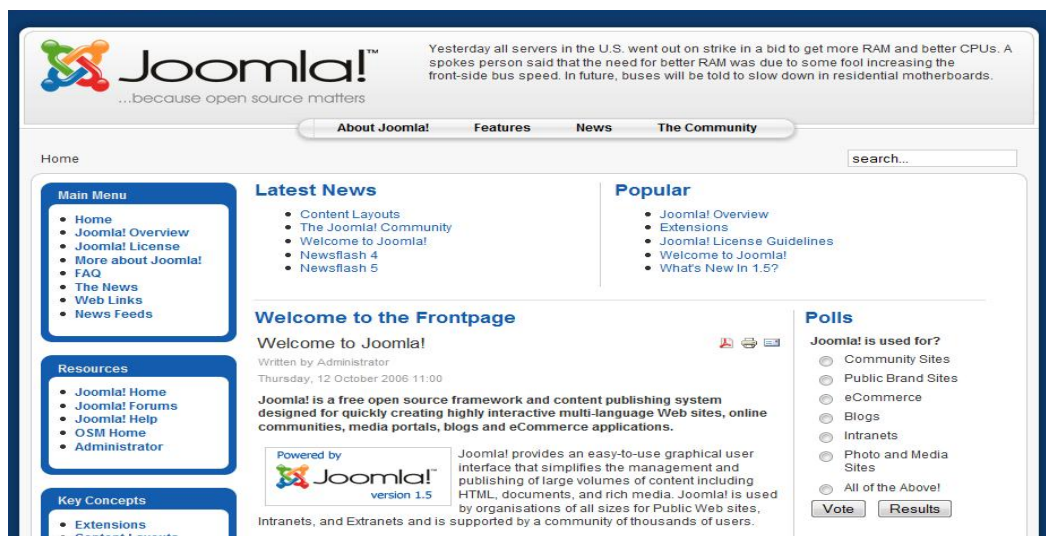 Joomla!™
...because open source matters
Yesterday all servers in the U.S. went out on strike in a bid to get more RAM and better CPUs. A
spokes person said that the need for better RAM was due to some fool increasing the
front-side bus speed. In future, buses will be told to slow down in residential motherboards.
About Joomla! Features News The Community
Home
search...
Main Menu
Home
Joomla! Overview
Joomla! License
More about Joomla!
FAQ
The News
Web Links
News Feeds
Resources
Joomla! Home
Joomla! Forums
Joomla! Help
OSM Home
Administrator
Key Concepts
Extensions
Content Layouts
Latest News
Content Layouts
The Joomla! Community
Welcome to Joomla!
Newsflash 4
Newsflash 5
Popular
Joomla! Overview
Extensions
Joomla! License Guidelines
Welcome to Joomla!
What's New In 1.5?
Welcome to the Frontpage
Welcome to Joomla!
Written by Administrator
Thursday, 12 October 2006 11:00
Joomla! is a free open source framework and content publishing system
designed for quickly creating highly interactive multi-language Web sites, online
communities, media portals, blogs and eCommerce applications.
Powered by
Joomla!™
version 1.5
Joomla! provides an easy-to-use graphical user
interface that simplifies the management and
publishing of large volumes of content including
HTML, documents, and rich media. Joomla! is used
by organisations of all sizes for Public Web sites,
Intranets, and Extranets and is supported by a community of thousands of users.
Polls
Joomla! is used for?
Community Sites
Public Brand Sites
eCommerce
Blogs
Intranets
Photo and Media
Sites
All of the Above!
Vote Results